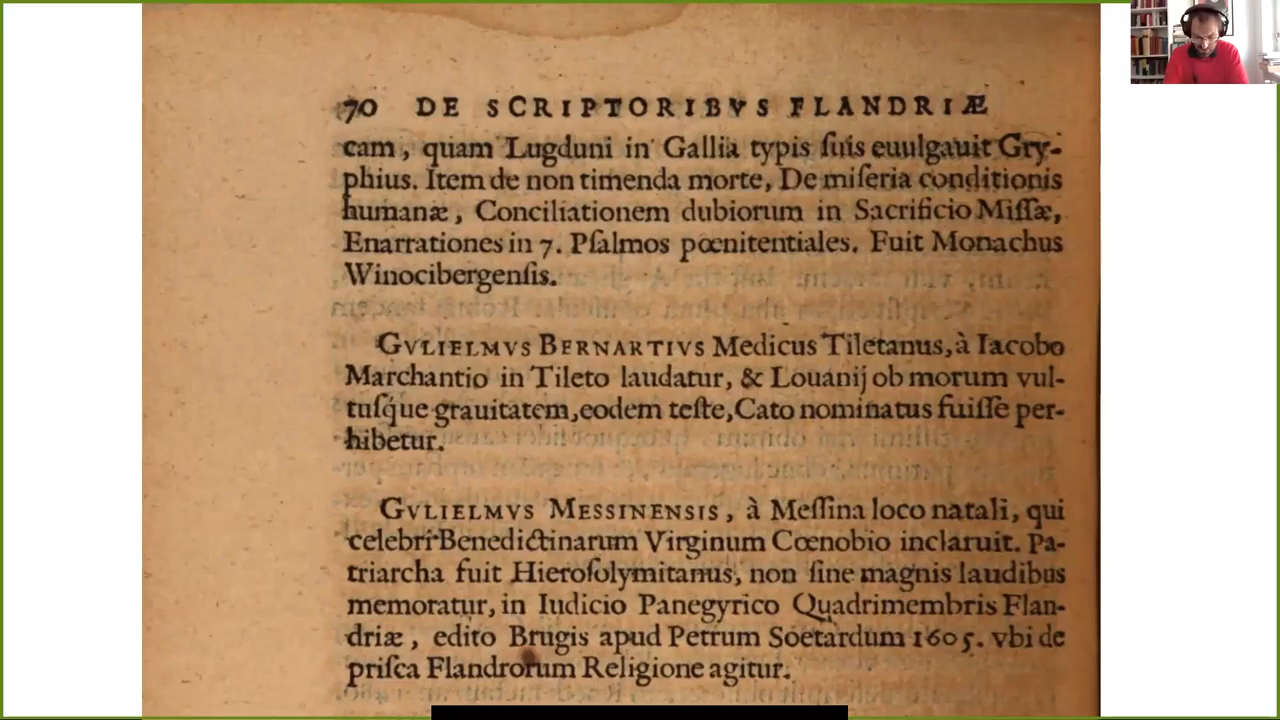 70 DE SCRIPTORIBVS FLANDRIÆ
cam, quam Lugduni in Gallia typis ſuis euulgauit Gry-
phius. Item de non timenda morte, De miſeria conditionis
humanæ, Conciliationem dubiorum in Sacrificio Miſſæ,
Enarrationes in 7. Pſalmos pœnitentiales. Fuit Monachus
Winocibergenſis.
GVLIELMVS BERNARTIVS Medicus Tiletanus, à Iacobo
Marchantio in Tileto laudatur, & Louanij ob morum vul-
tuſq́ue grauitatem, eodem teſte, Cato nominatus fuiſſe per-
hibetur.
GVLIELMVS MESSINENSIS, à Meſſina loco natali, qui
celebri Benedictinarum Virginum Cœnobio inclaruit. Pa-
triarcha fuit Hieroſolymitanus, non ſine magnis laudibus
memoratur, in Iudicio Panegyrico Quadrimembris Flan-
driæ, edito Brugis apud Petrum Soetardum 1605. vbi de
priſca Flandrorum Religione agitur.